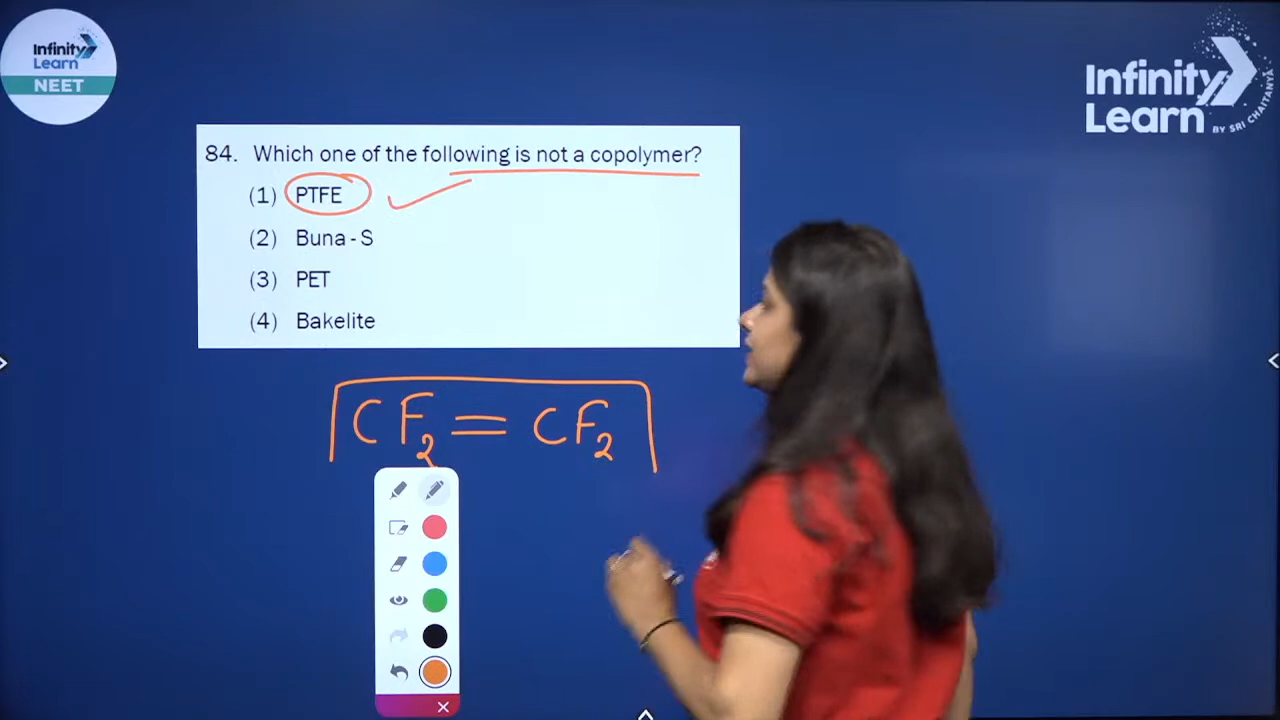 Infinity
Learn
NEET
Infinity
Learn
BY SRI CHAITANYA
84. Which one of the following is not a copolymer?
(1) PTFE
(2) Buna - S
(3) PET
(4) Bakelite
CF2 = CF2